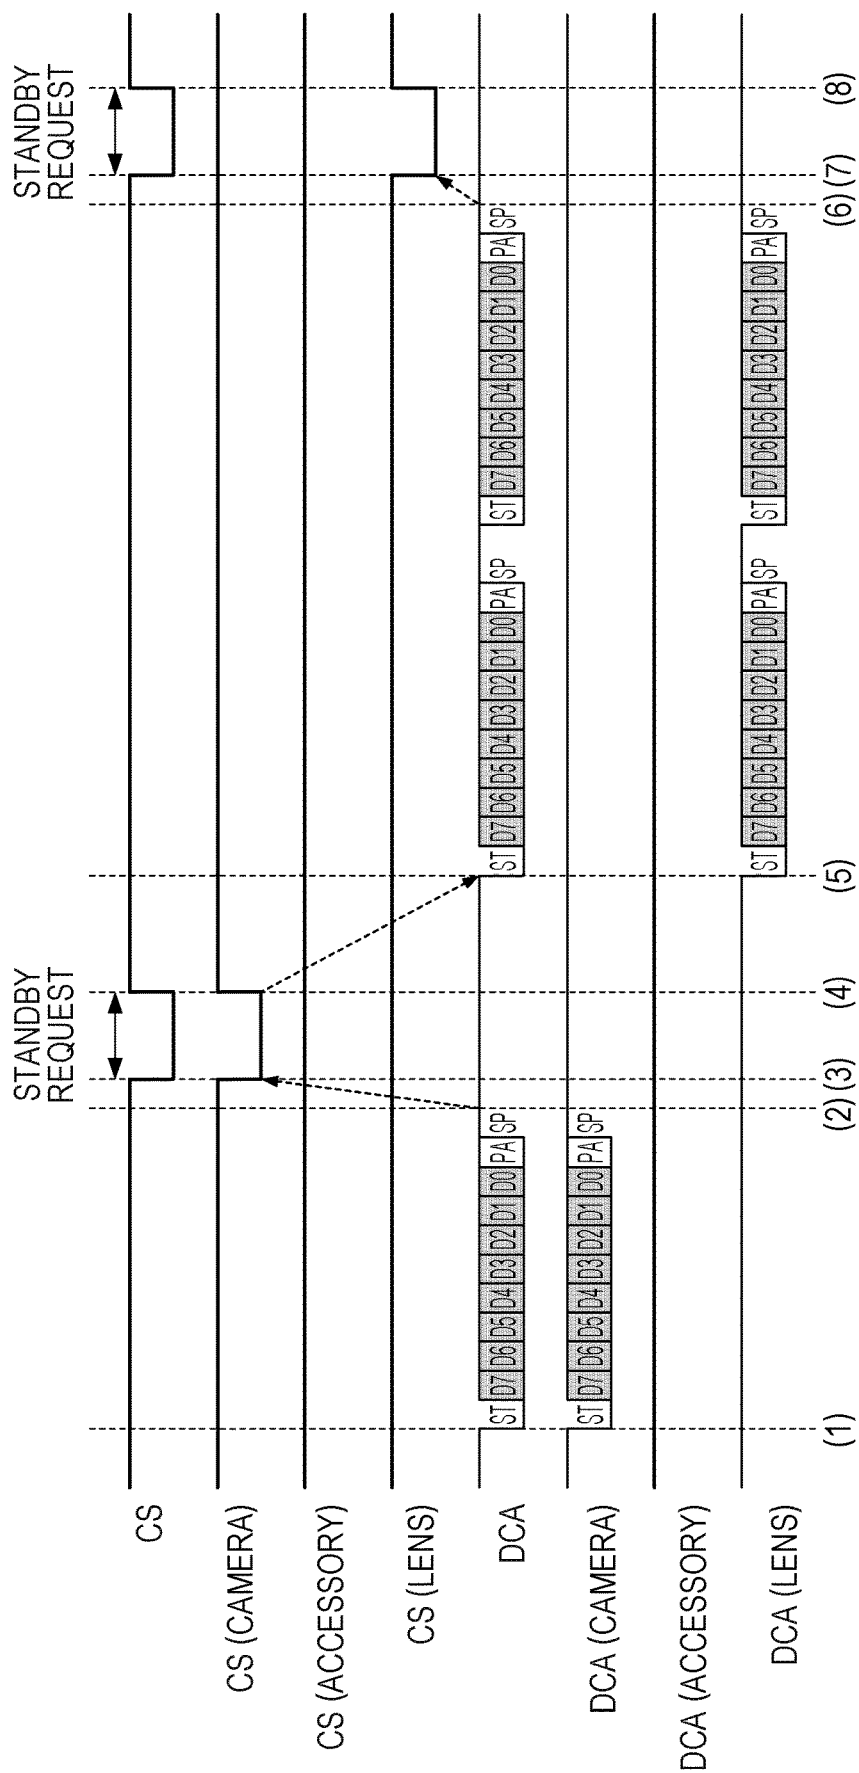 STANDBY
REQUEST
STANDBY
REQUEST
CS
CS (CAMERA)
CS (ACCESSORY)
CS (LENS)
DCA
ST D7 D6 D5 D4 D3 D2 D1 D0 PA SP
ST D7 D6 D5 D4 D3 D2 D1 D0 PA SP
ST D7 D6 D5 D4 D3 D2 D1 D0 PA SP
DCA (CAMERA)
ST D7 D6 D5 D4 D3 D2 D1 D0 PA SP
DCA (ACCESSORY)
DCA (LENS)
ST D7 D6 D5 D4 D3 D2 D1 D0 PA SP
ST D7 D6 D5 D4 D3 D2 D1 D0 PA SP
(1) (2) (3) (4) (5) (6) (7) (8)